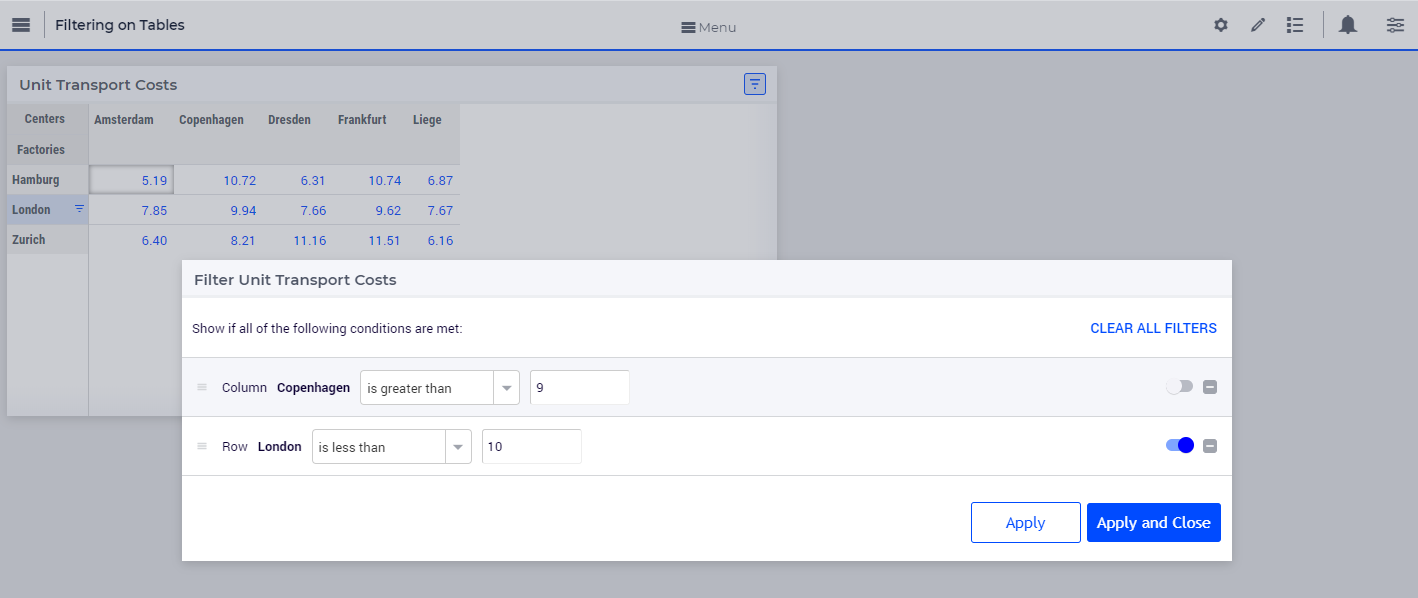 Filtering on Tables
Menu
Unit Transport Costs
Centers Amsterdam Copenhagen Dresden Frankfurt Liege
Factories
Hamburg 5.19 10.72 6.31 10.74 6.87
London 7.85 9.94 7.66 9.62 7.67
Zurich 6.40 8.21 11.16 11.51 6.16
Filter Unit Transport Costs
Show if all of the following conditions are met: CLEAR ALL FILTERS
Column Copenhagen is greater than 9
Row London is less than 10
Apply Apply and Close